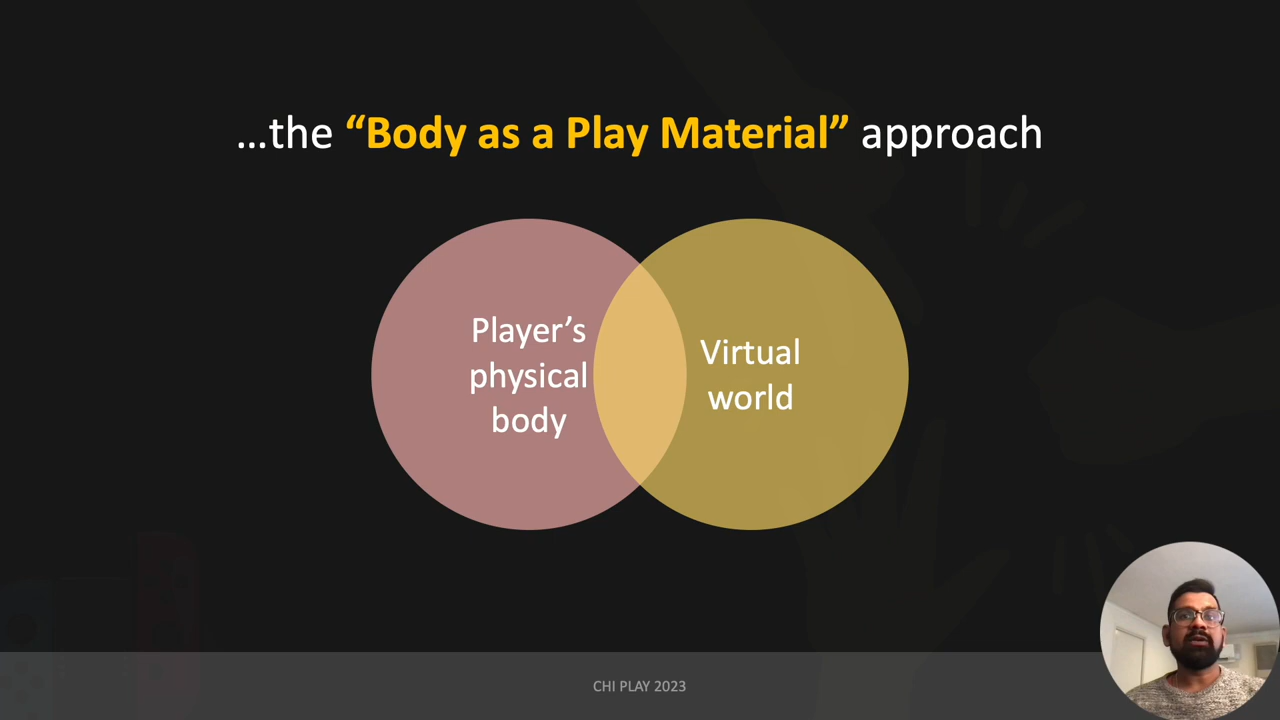 …the “Body as a Play Material” approach
Player’s
physical
body
Virtual
world
CHI PLAY 2023